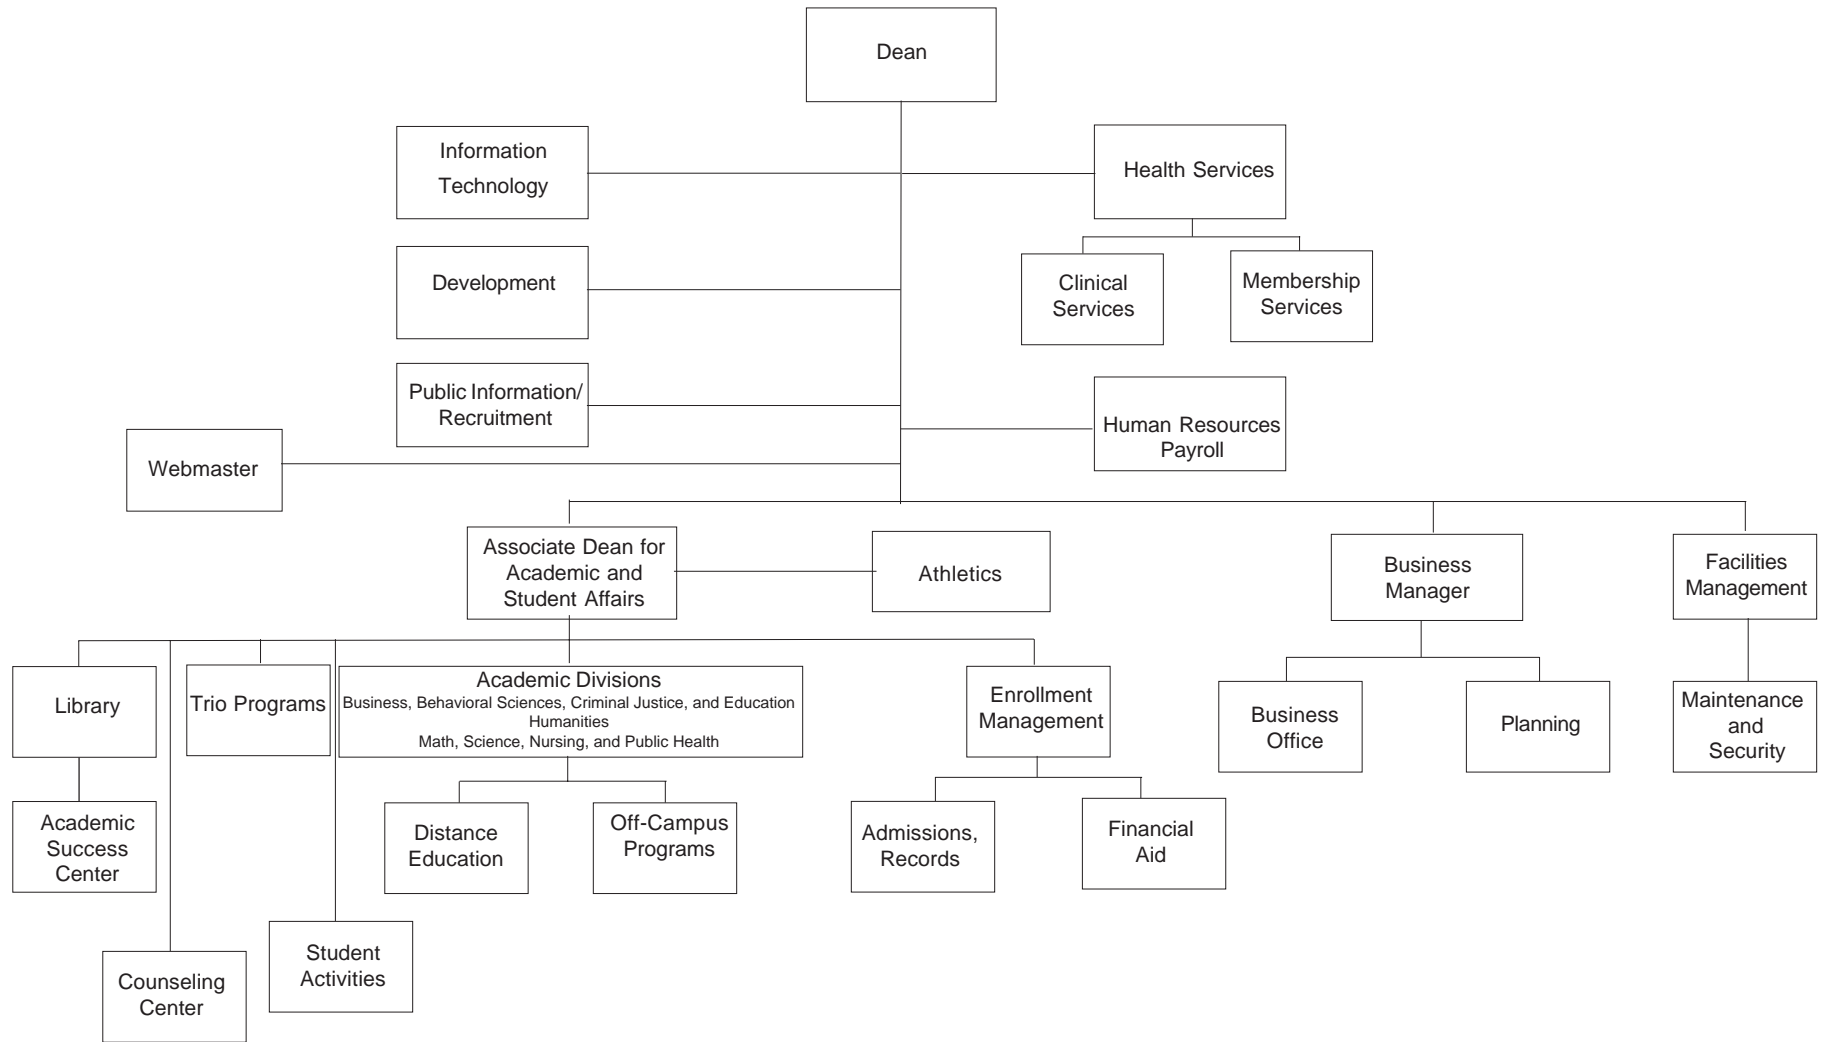 Dean
Information
Technology
Health Services
Development
Clinical
Services
Membership
Services
Public Information/
Recruitment
Human Resources
Payroll
Webmaster
Associate Dean for
Academic and
Student Affairs
Athletics
Business
Manager
Facilities
Management
Library
Trio Programs
Academic Divisions
Business, Behavioral Sciences, Criminal Justice, and Education
Humanities
Math, Science, Nursing, and Public Health
Enrollment
Management
Business
Office
Planning
Maintenance
and
Security
Academic
Success
Center
Distance
Education
Off-Campus
Programs
Admissions,
Records
Financial
Aid
Student
Activities
Counseling
Center